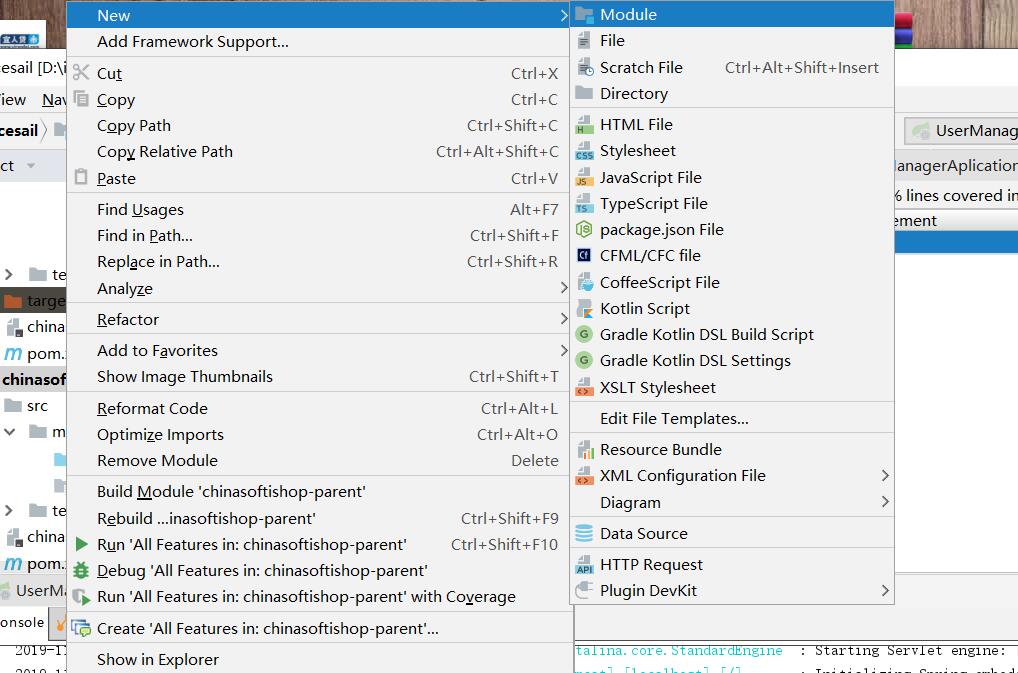 New
Add Framework Support...
Cut Ctrl+X
Copy Ctrl+C
Copy Path Ctrl+Shift+C
Copy Relative Path Ctrl+Alt+Shift+C
Paste Ctrl+V
Find Usages Alt+F7
Find in Path... Ctrl+Shift+F
Replace in Path... Ctrl+Shift+R
Analyze
Refactor
Add to Favorites
Show Image Thumbnails Ctrl+Shift+T
Reformat Code Ctrl+Alt+L
Optimize Imports Ctrl+Alt+O
Remove Module Delete
Build Module 'chinasoftishop-parent'
Rebuild ...inasoftishop-parent' Ctrl+Shift+F9
Run 'All Features in: chinasoftishop-parent' Ctrl+Shift+F10
Debug 'All Features in: chinasoftishop-parent'
Run 'All Features in: chinasoftishop-parent' with Coverage
Create 'All Features in: chinasoftishop-parent'...
Show in Explorer
Module
File
Scratch File Ctrl+Alt+Shift+Insert
Directory
HTML File
Stylesheet
JavaScript File
TypeScript File
package.json File
CFML/CFC file
CoffeeScript File
Kotlin Script
Gradle Kotlin DSL Build Script
Gradle Kotlin DSL Settings
XSLT Stylesheet
Edit File Templates...
Resource Bundle
XML Configuration File
Diagram
Data Source
HTTP Request
Plugin DevKit
宜人贷
cesail [D:\i
iew Nav
cesail
ct
te
targe
china
pom.
chinasof
src
m
te
china
pom.
UserMa
onsole
UserManag
anagerAplication
% lines covered in
ement
2019-11
talina.core.StandardEngine : Starting Servlet engine: [